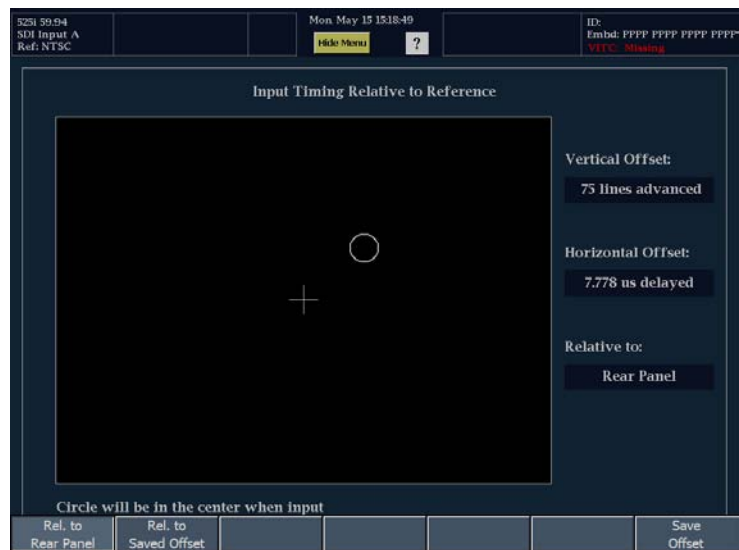 525i 59.94
SDI Input A
Ref: NTSC
Mon May 15 15:18:49
Hide Menu
?
ID:
Embd: PPPP PPPP PPPP PPPP
VITC: Missing
Input Timing Relative to Reference
Vertical Offset:
75 lines advanced
Horizontal Offset:
7.778 us delayed
Relative to:
Rear Panel
Circle will be in the center when input
Rel. to
Rear Panel
Rel. to
Saved Offset
Save
Offset